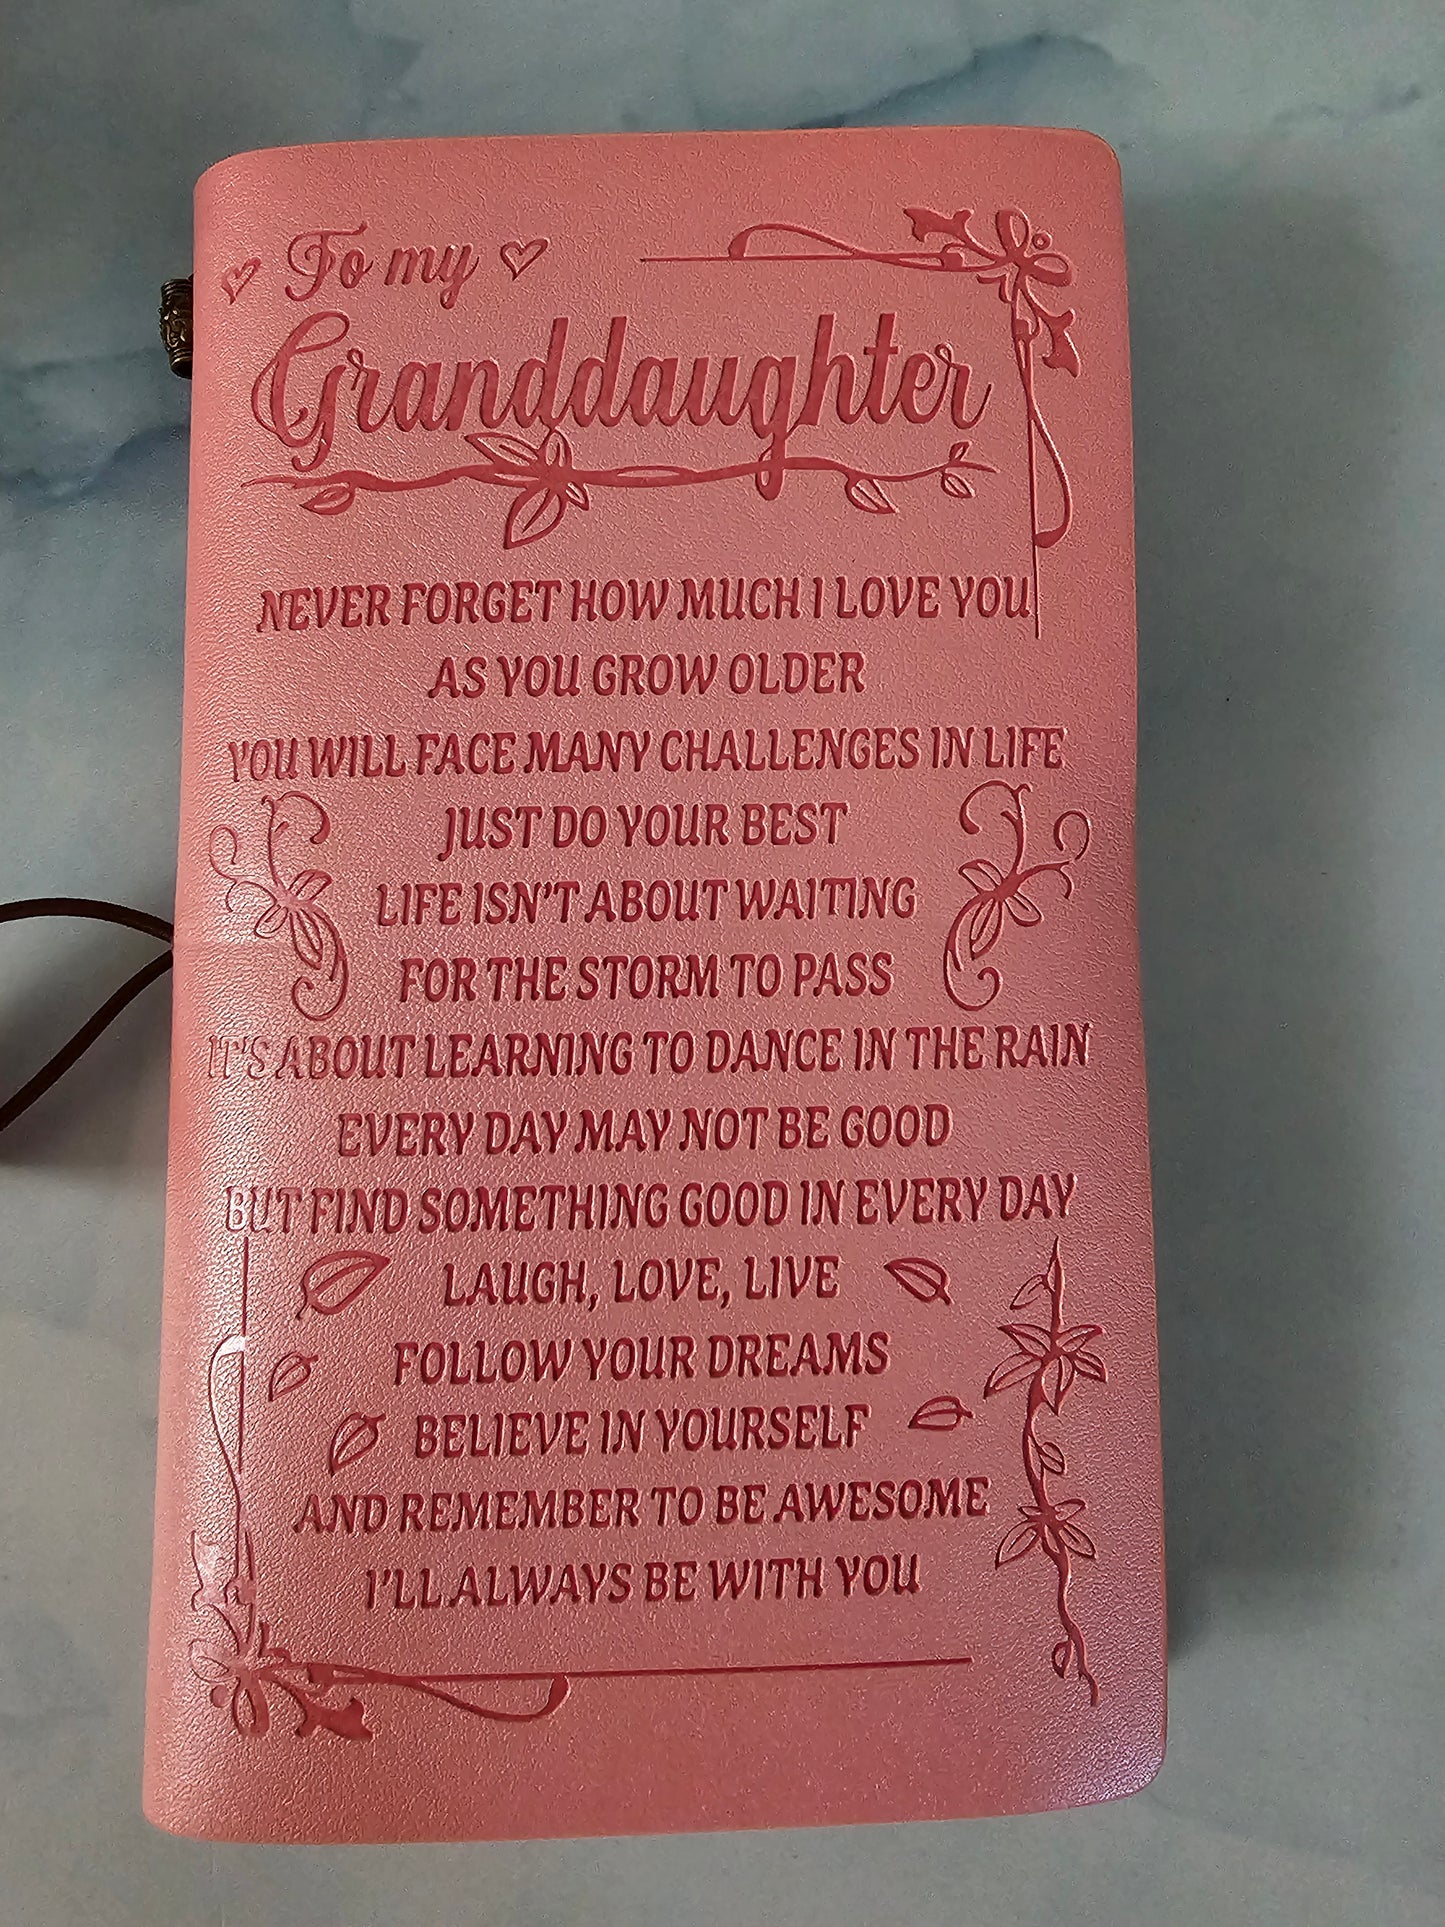 To my
Granddaughter
NEVER FORGET HOW MUCH I LOVE YOU
AS YOU GROW OLDER
YOU WILL FACE MANY CHALLENGES IN LIFE
JUST DO YOUR BEST
LIFE ISN'T ABOUT WAITING
FOR THE STORM TO PASS
IT'S ABOUT LEARNING TO DANCE IN THE RAIN
EVERY DAY MAY NOT BE GOOD
BUT FIND SOMETHING GOOD IN EVERY DAY
LAUGH, LOVE, LIVE
FOLLOW YOUR DREAMS
BELIEVE IN YOURSELF
AND REMEMBER TO BE AWESOME
I'LL ALWAYS BE WITH YOU